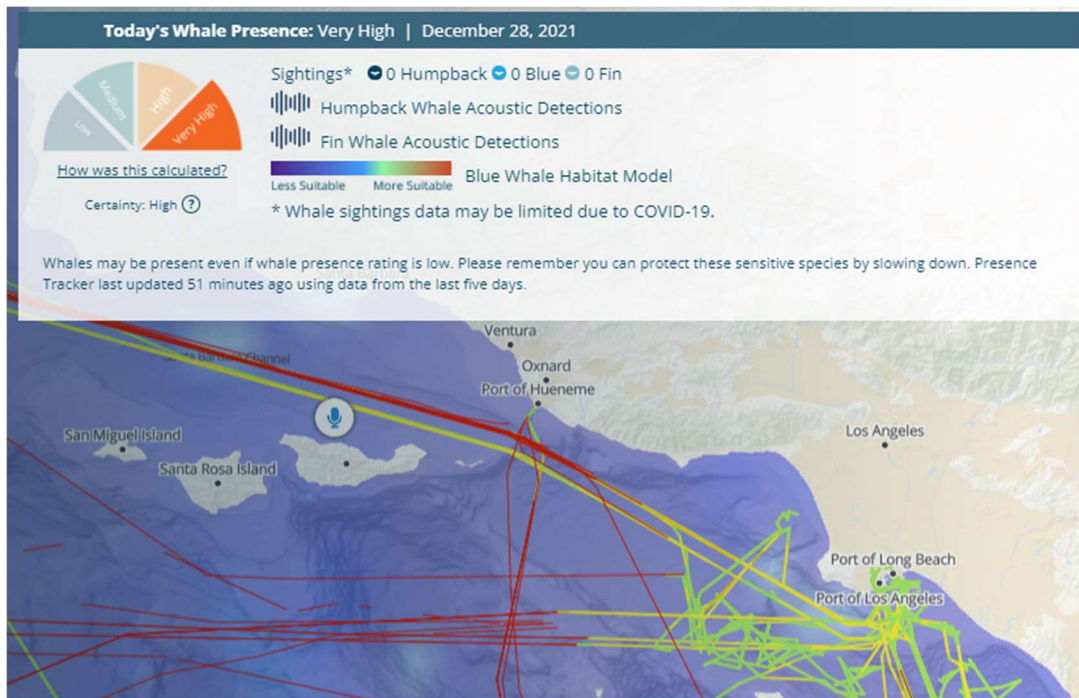 Today's Whale Presence: Very High | December 28, 2021
Low
Medium
High
Very High
How was this calculated?
Certainty: High ?
Sightings* 0 Humpback 0 Blue 0 Fin
Humpback Whale Acoustic Detections
Fin Whale Acoustic Detections
Less Suitable More Suitable Blue Whale Habitat Model
* Whale sightings data may be limited due to COVID-19.
Whales may be present even if whale presence rating is low. Please remember you can protect these sensitive species by slowing down. Presence
Tracker last updated 51 minutes ago using data from the last five days.
Santa Barbara
Ventura
Santa Barbara Channel
Oxnard
Port of Hueneme
San Miguel Island
Los Angeles
Santa Rosa Island
Port of Long Beach
Port of Los Angeles